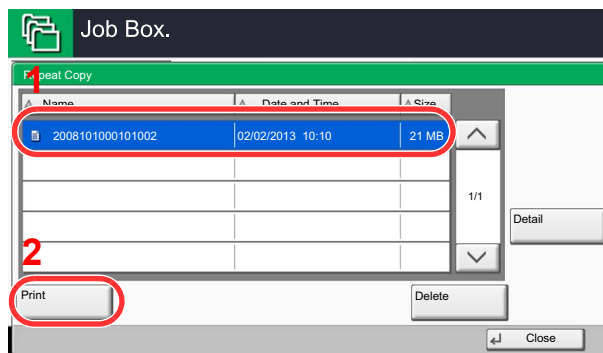 Job Box.
Repeat Copy
1
Name Date and Time Size
2008101000101002 02/02/2013 10:10 21 MB
1/1
Detail
2
Print Delete
Close